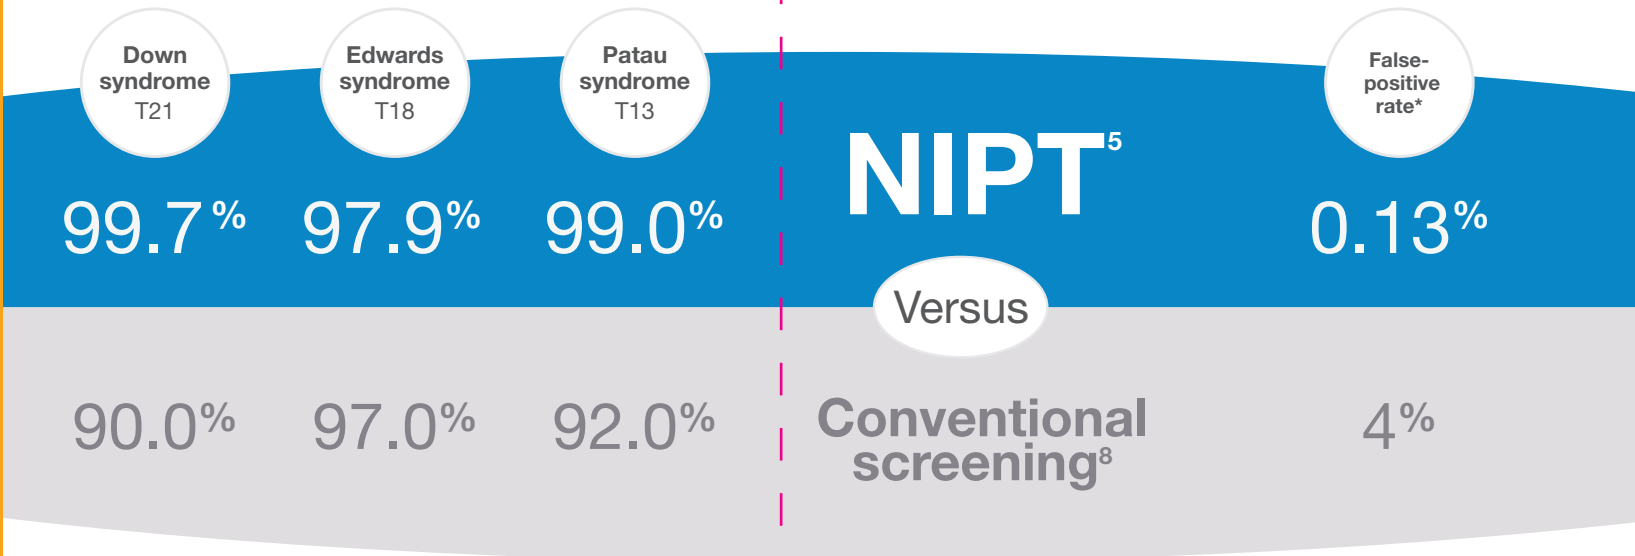 Down
syndrome
T21
Edwards
syndrome
T18
Patau
syndrome
T13
False-
positive
rate*
NIPT5
99.7% 97.9% 99.0% 0.13%
Versus
90.0% 97.0% 92.0% Conventional
screening8
4%